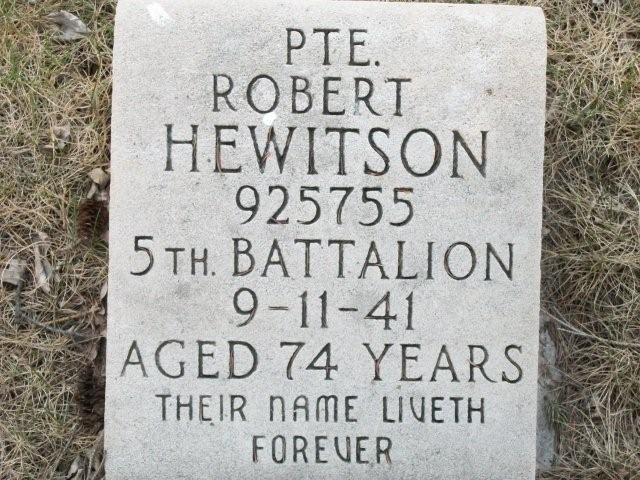 PTE.
ROBERT
HEWITSON
925755
5TH. BATTALION
9-11-41
AGED 74 YEARS
THEIR NAME LIVETH
FOREVER